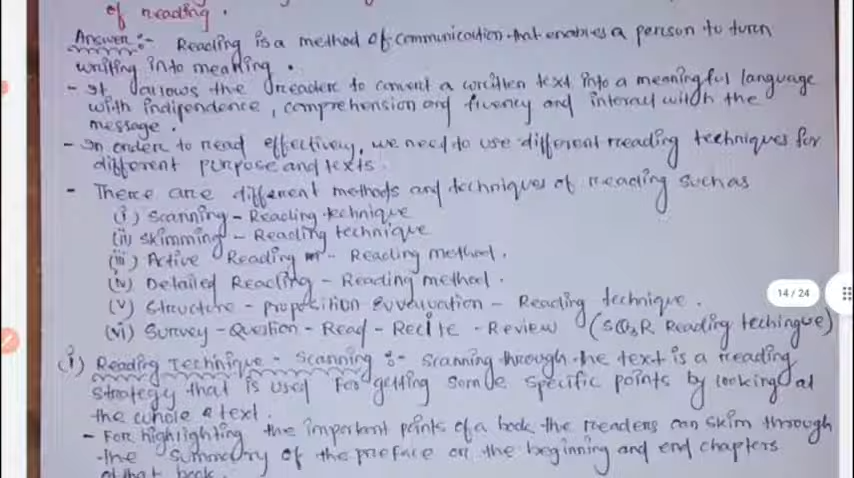 of reading.
Answer :- Reading is a method of communication that enables a person to turn
writing into meaning.
- It allows the reader to convert a written text into a meaningful language
with indipendence, comprehension and fluency and interact with the
message.
- In order to read effectively, we need to use different reading techniques for
different purpose and texts.
- There are different methods and techniques of reading such as
(i) Scanning - Reading technique
(ii) Skimming - Reading technique
(iii) Active Reading - Reading method.
(iv) Detailed Reading - Reading method.
(v) Structure - proposition - Reading technique.
(vi) Survey - Question - Read - Recite - Review (SQ3R Reading techingue)
14 / 24
(i) Reading Technique - Scanning :- Scanning through the text is a reading
strategy that is used for getting some specific points by looking at
the whole text.
- For highlighting the important points of a book the readers can skim through
the summary of the preface or the beginning and end chapters
of that book.